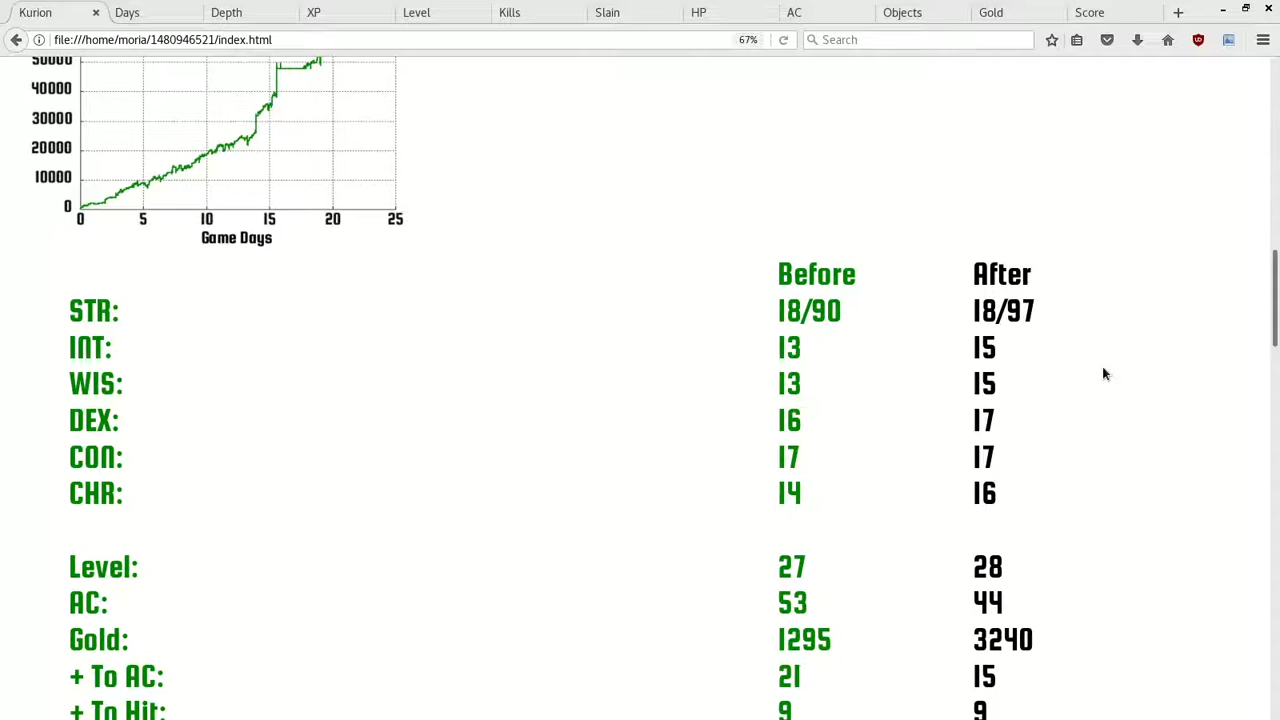 Kurion × Days Depth XP Level Kills Slain HP AC Objects Gold Score
file:///home/moria/1480946521/index.html 67% Search
50000
40000
30000
20000
10000
0
0 5 10 15 20 25
Game Days
Before After
STR: 18/90 18/97
INT: 13 15
WIS: 13 15
DEX: 16 17
CON: 17 17
CHR: 14 16
Level: 27 28
AC: 53 44
Gold: 1295 3240
+ To AC: 21 15
+ To Hit: 9 9